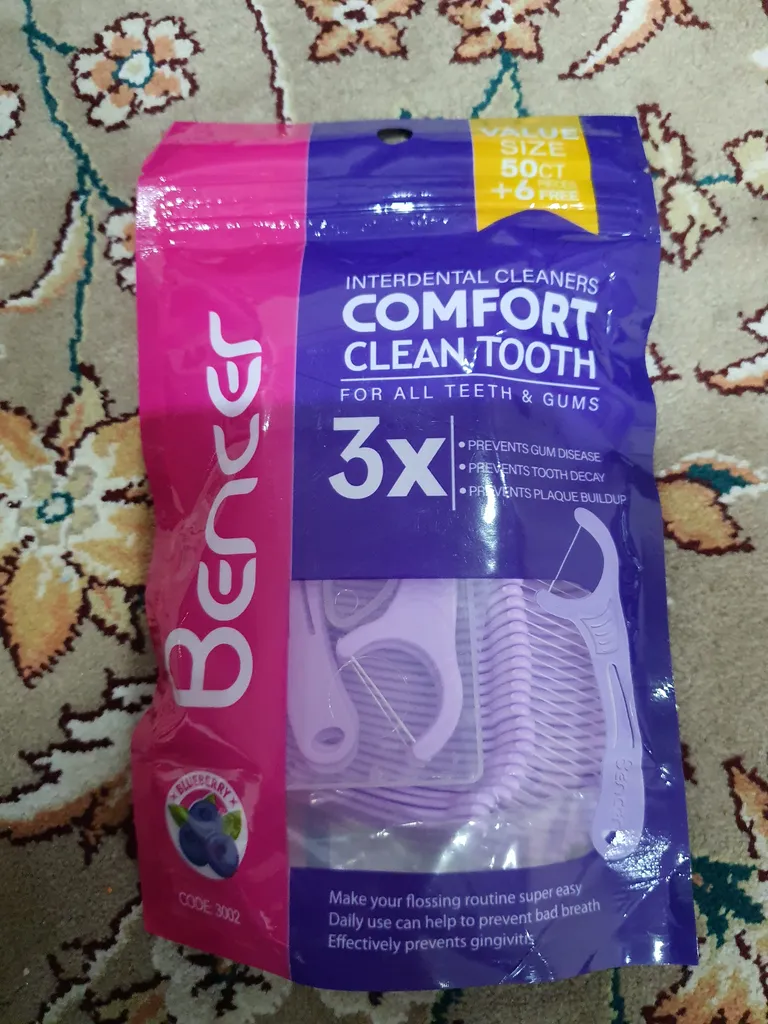 VALUE
SIZE
50CT
+6 PIECES FREE
INTERDENTAL CLEANERS
COMFORT
CLEAN TOOTH
FOR ALL TEETH & GUMS
3x
• PREVENTS GUM DISEASE
• PREVENTS TOOTH DECAY
• PREVENTS PLAQUE BUILDUP
Bencer
Bencer
BLUEBERRY
CODE 3002
Make your flossing routine super easy
Daily use can help to prevent bad breath
Effectively prevents gingivitis